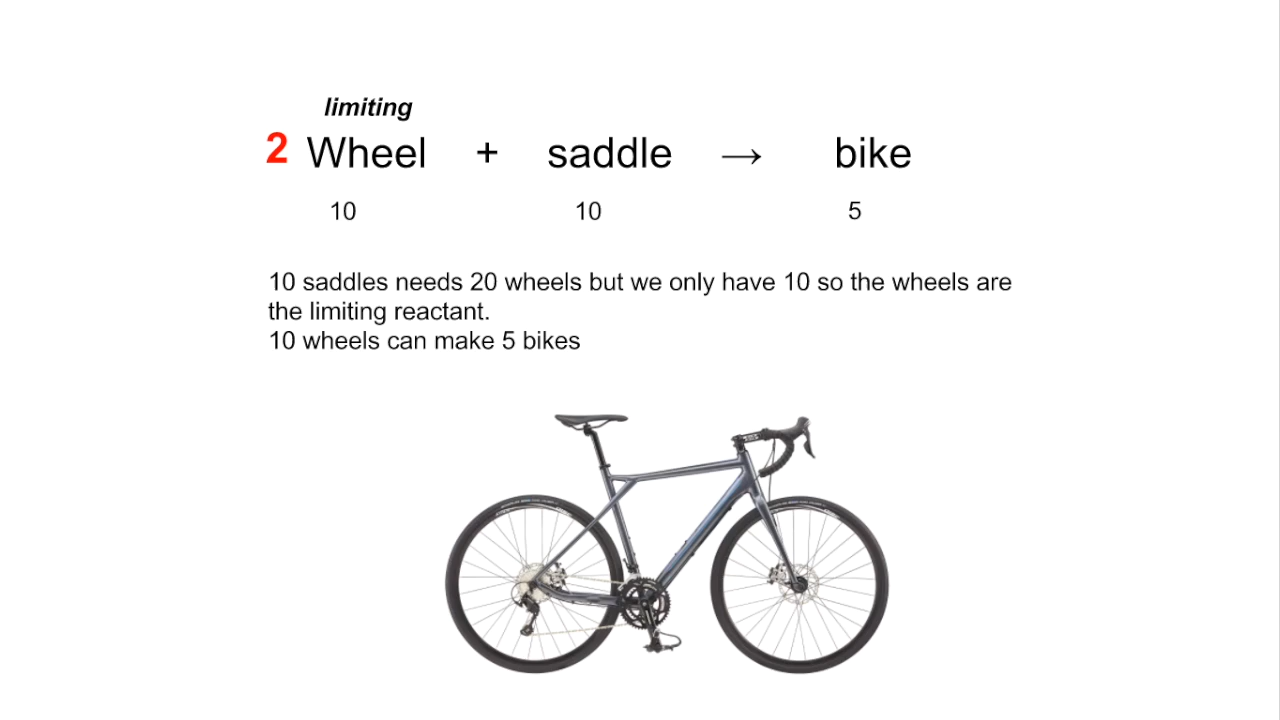 limiting
2 Wheel + saddle → bike
10 10 5
10 saddles needs 20 wheels but we only have 10 so the wheels are
the limiting reactant.
10 wheels can make 5 bikes